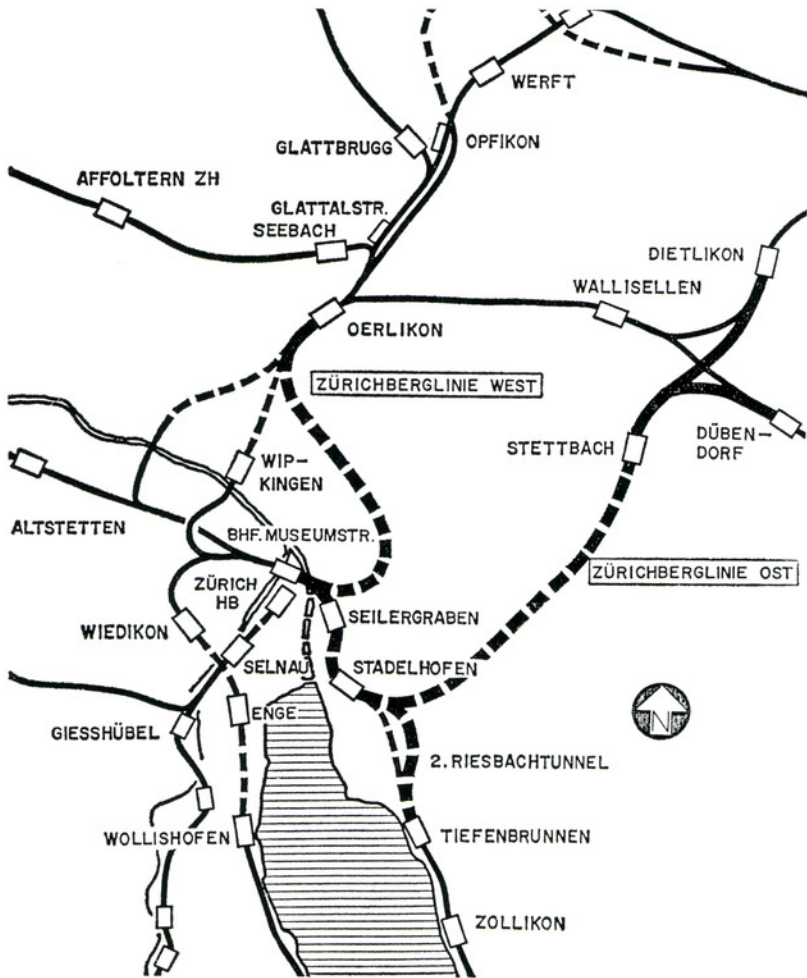 WERFT
OPFIKON
GLATTBRUGG
AFFOLTERN ZH
GLATTALSTR.
SEEBACH
DIETLIKON
WALLISELLEN
OERLIKON
ZÜRICHBERGLINIE WEST
STETTBACH
DÜBEN-
DORF
WIP-
KINGEN
ALTSTETTEN
BHF. MUSEUMSTR.
ZÜRICHBERGLINIE OST
ZÜRICH
HB
SEILERGRABEN
WIEDIKON
SELNAU
STADELHOFEN
ENGE
N
GIESSHÜBEL
2. RIESBACHTUNNEL
WOLLISHOFEN
TIEFENBRUNNEN
ZOLLIKON